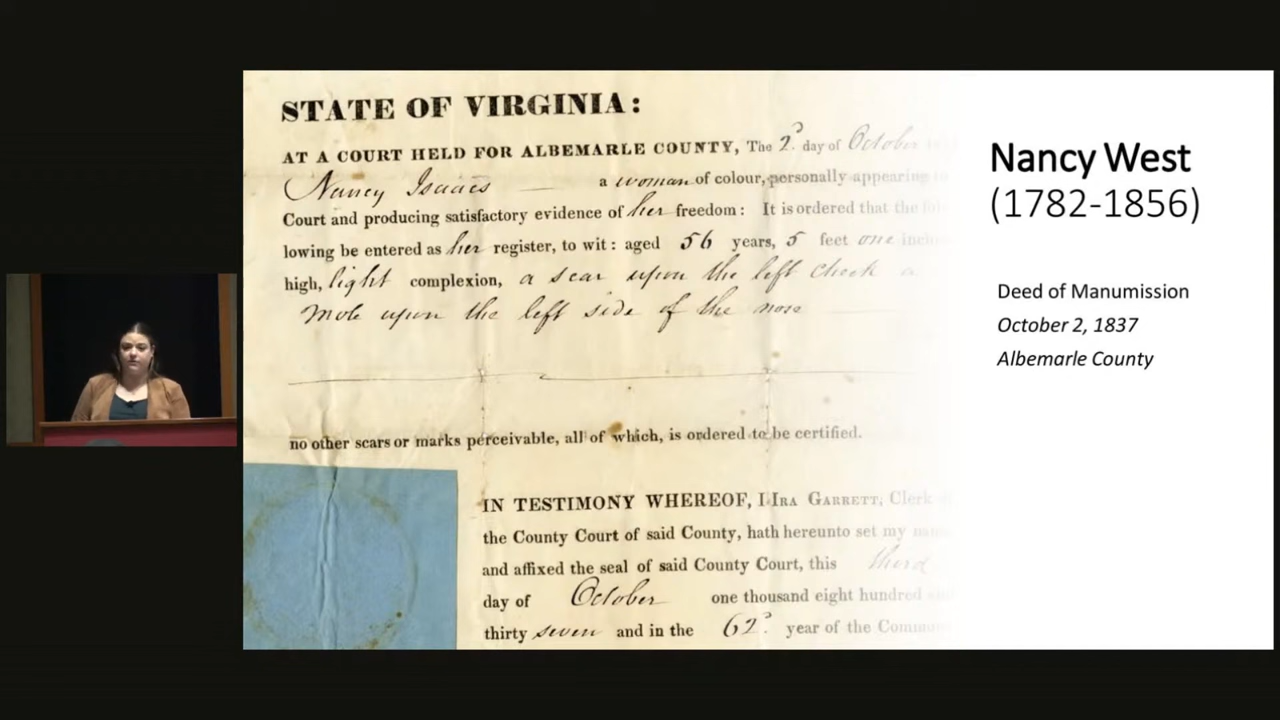 STATE OF VIRGINIA:
AT A COURT HELD FOR ALBEMARLE COUNTY, The 2.d day of October
Nancy Isaacs a woman of colour, personally appearing in
Court and producing satisfactory evidence of her freedom: It is ordered that the fol-
lowing be entered as her register, to wit: aged 56 years, 5 feet one inches
high, light complexion, a scar upon the left cheek a
mole upon the left side of the nose
no other scars or marks perceivable, all of which, is ordered to be certified.
IN TESTIMONY WHEREOF, I IRA GARRETT, Clerk
the County Court of said County, hath hereunto set my name
and affixed the seal of said County Court, this third
day of October one thousand eight hundred and
thirty seven and in the 62.d year of the Common
Nancy West
(1782-1856)
Deed of Manumission
October 2, 1837
Albemarle County